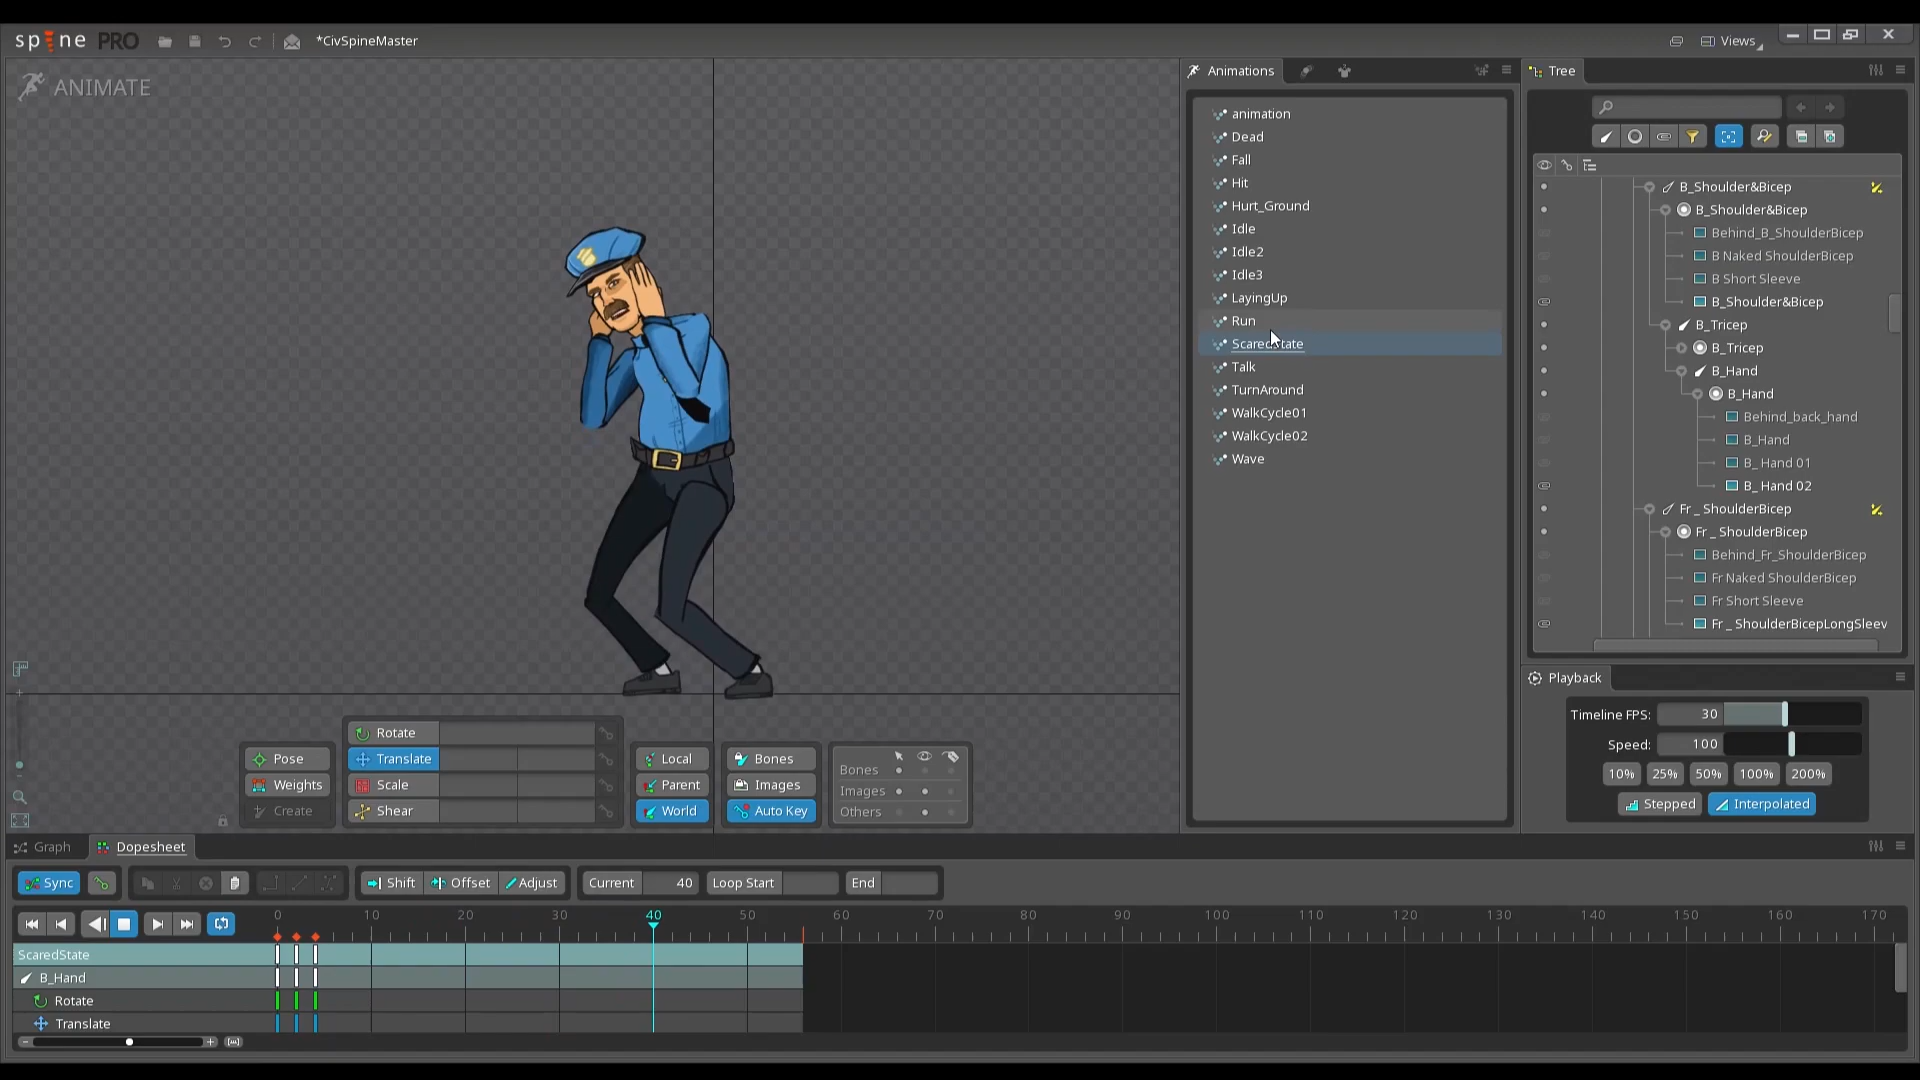 spine PRO
*CivSpineMaster
Views
ANIMATE
Animations
animation
Dead
Fall
Hit
Hurt_Ground
Idle
Idle2
Idle3
LayingUp
Run
ScaredState
Talk
TurnAround
WalkCycle01
WalkCycle02
Wave
Tree
B_Shoulder&Bicep
B_Shoulder&Bicep
Behind_B_ShoulderBicep
B Naked ShoulderBicep
B Short Sleeve
B_Shoulder&Bicep
B_Tricep
B_Tricep
B_Hand
B_Hand
Behind_back_hand
B_Hand
B_ Hand 01
B_ Hand 02
Fr _ ShoulderBicep
Fr _ ShoulderBicep
Behind_Fr_ShoulderBicep
Fr Naked ShoulderBicep
Fr Short Sleeve
Fr _ ShoulderBicepLongSleev
Playback
Timeline FPS: 30
Speed: 100
10% 25% 50% 100% 200%
Stepped Interpolated
Pose
Weights
Create
Rotate
Translate
Scale
Shear
Local
Parent
World
Bones
Images
Auto Key
Bones
Images
Others
Graph Dopesheet
Sync Shift Offset Adjust Current 40 Loop Start End
0 10 20 30 40 50 60 70 80 90 100 110 120 130 140 150 160 170
ScaredState
B_Hand
Rotate
Translate